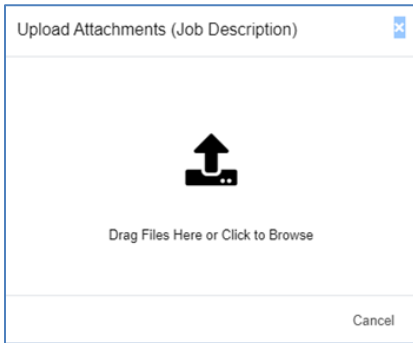 Upload Attachments (Job Description)
×
Drag Files Here or Click to Browse
Cancel